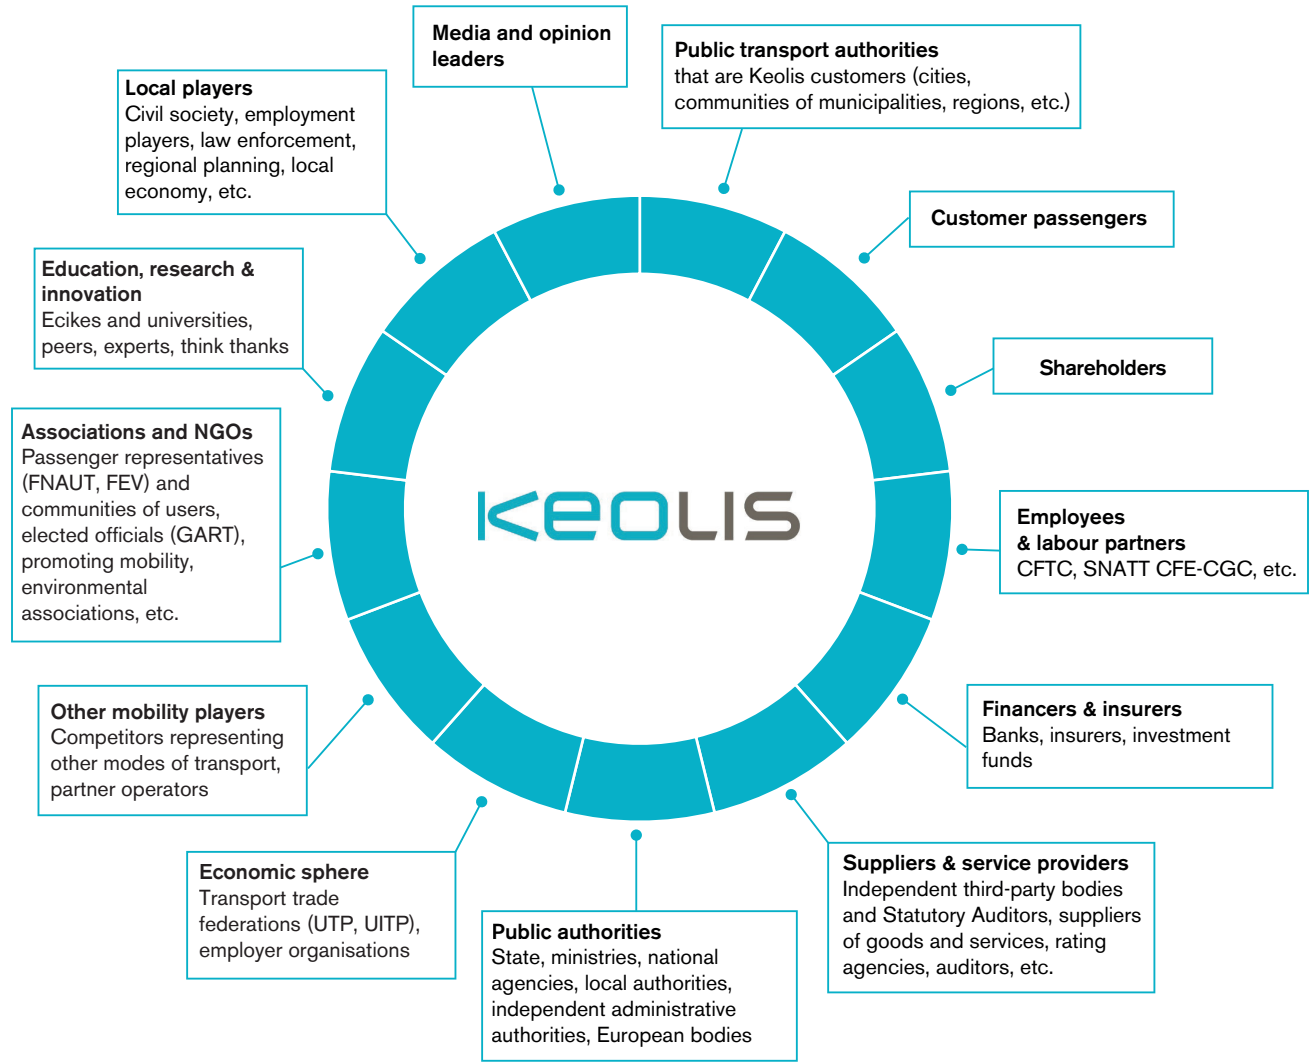 Media and opinion
leaders
Public transport authorities
that are Keolis customers (cities,
communities of municipalities, regions, etc.)
Local players
Civil society, employment
players, law enforcement,
regional planning, local
economy, etc.
Customer passengers
Education, research &
innovation
Ecikes and universities,
peers, experts, think thanks
Shareholders
Associations and NGOs
Passenger representatives
(FNAUT, FEV) and
communities of users,
elected officials (GART),
promoting mobility,
environmental
associations, etc.
KEOLIS
Employees
& labour partners
CFTC, SNATT CFE-CGC, etc.
Other mobility players
Competitors representing
other modes of transport,
partner operators
Financers & insurers
Banks, insurers, investment
funds
Economic sphere
Transport trade
federations (UTP, UITP),
employer organisations
Public authorities
State, ministries, national
agencies, local authorities,
independent administrative
authorities, European bodies
Suppliers & service providers
Independent third-party bodies
and Statutory Auditors, suppliers
of goods and services, rating
agencies, auditors, etc.